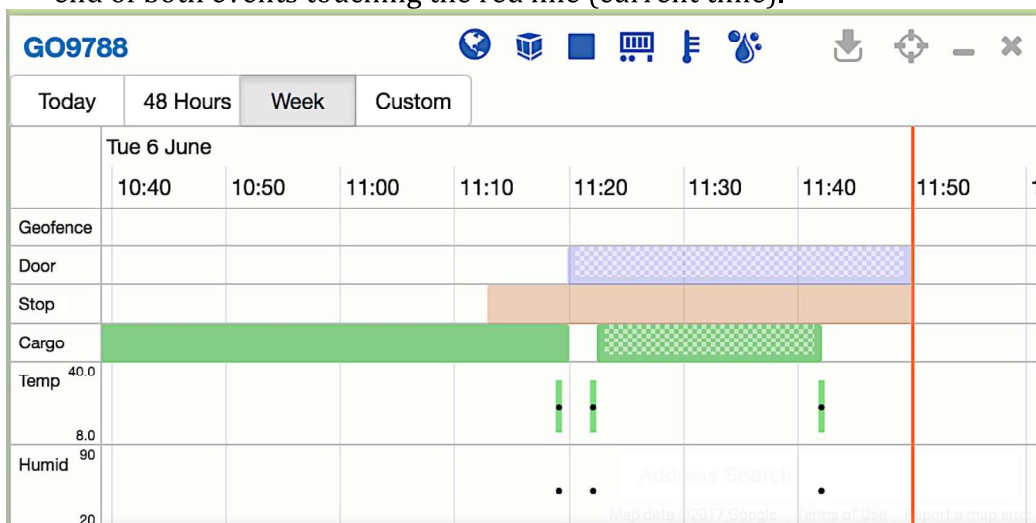 end of both events touching the red line (current time).
GO9788
Today 48 Hours Week Custom
Tue 6 June
10:40 10:50 11:00 11:10 11:20 11:30 11:40 11:50
Geofence
Door
Stop
Cargo
Temp 40.0
8.0
Humid 90
Address Search
20
Map data ©2017 Google Terms of Use Report a map error